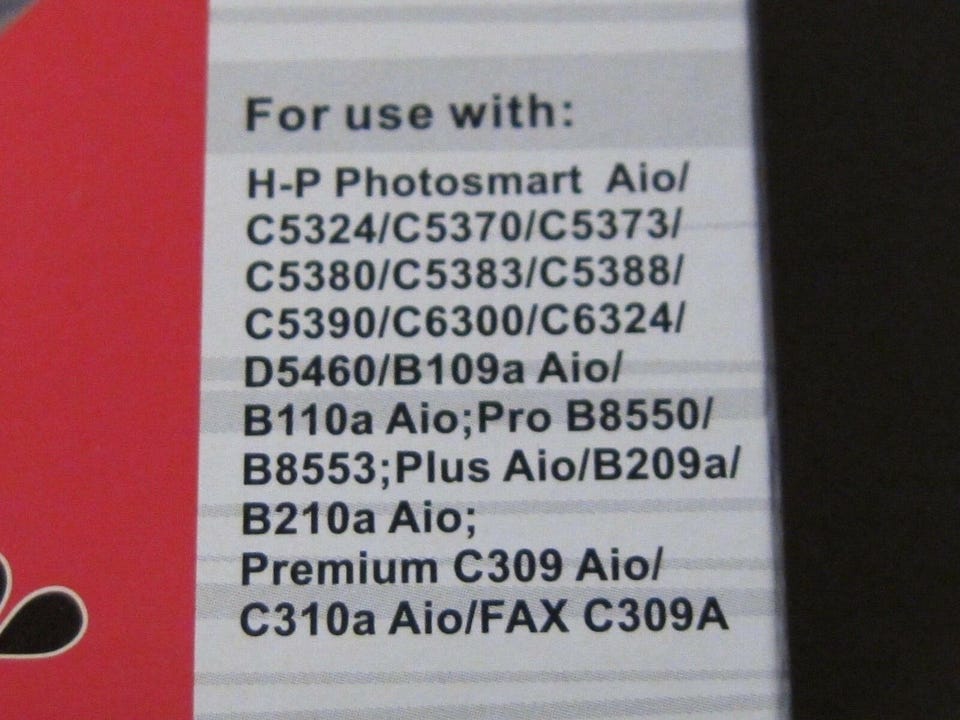 For use with:
H-P Photosmart Aio/
C5324/C5370/C5373/
C5380/C5383/C5388/
C5390/C6300/C6324/
D5460/B109a Aio/
B110a Aio;Pro B8550/
B8553;Plus Aio/B209a/
B210a Aio;
Premium C309 Aio/
C310a Aio/FAX C309A